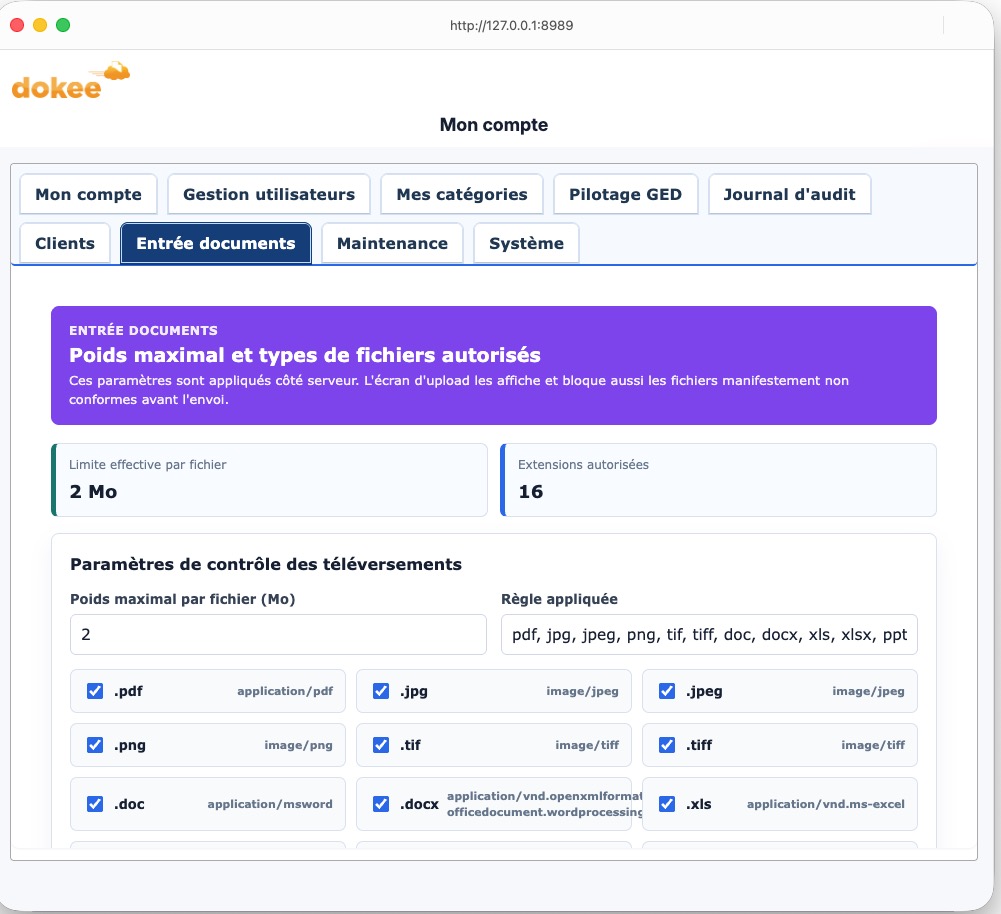 http://127.0.0.1:8989
dokee
Mon compte
Mon compte
Gestion utilisateurs
Mes catégories
Pilotage GED
Journal d'audit
Clients
Entrée documents
Maintenance
Système
ENTRÉE DOCUMENTS
Poids maximal et types de fichiers autorisés
Ces paramètres sont appliqués côté serveur. L'écran d'upload les affiche et bloque aussi les fichiers manifestement non
conformes avant l'envoi.
Limite effective par fichier
2 Mo
Extensions autorisées
16
Paramètres de contrôle des téléversements
Poids maximal par fichier (Mo)
2
Règle appliquée
pdf, jpg, jpeg, png, tif, tiff, doc, docx, xls, xlsx, ppt
.pdf application/pdf
.jpg image/jpeg
.jpeg image/jpeg
.png image/png
.tif image/tiff
.tiff image/tiff
.doc application/msword
.docx application/vnd.openxmlformat
officedocument.wordprocessing
.xls application/vnd.ms-excel